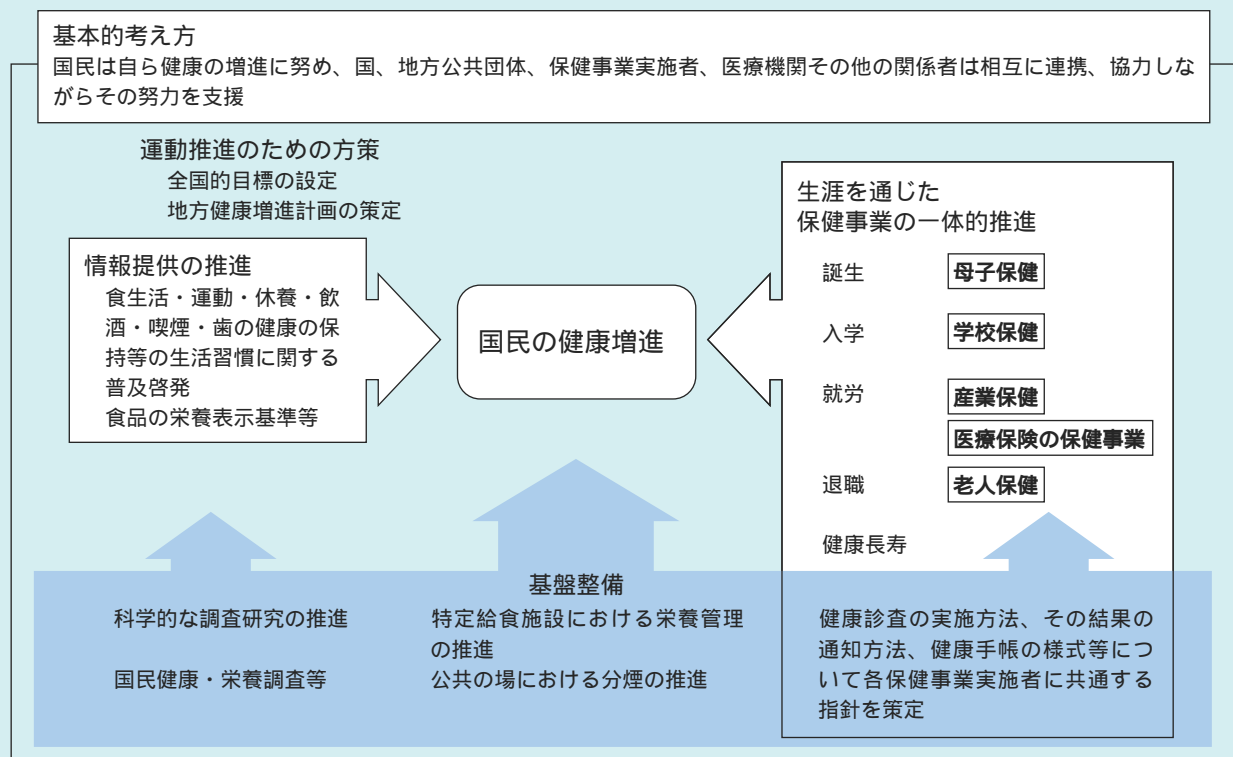 基本的考え方
国民は自ら健康の増進に努め、国、地方公共団体、保健事業実施者、医療機関その他の関係者は相互に連携、協力しな
がらその努力を支援
運動推進のための方策
全国的目標の設定
地方健康増進計画の策定
情報提供の推進
食生活・運動・休養・飲
酒・喫煙・歯の健康の保
持等の生活習慣に関する
普及啓発
食品の栄養表示基準等
国民の健康増進
生涯を通じた
保健事業の一体的推進
誕生 母子保健
入学 学校保健
就労 産業保健
医療保険の保健事業
退職 老人保健
健康長寿
基盤整備
科学的な調査研究の推進
国民健康・栄養調査等
特定給食施設における栄養管理
の推進
公共の場における分煙の推進
健康診査の実施方法、その結果の
通知方法、健康手帳の様式等につ
いて各保健事業実施者に共通する
指針を策定